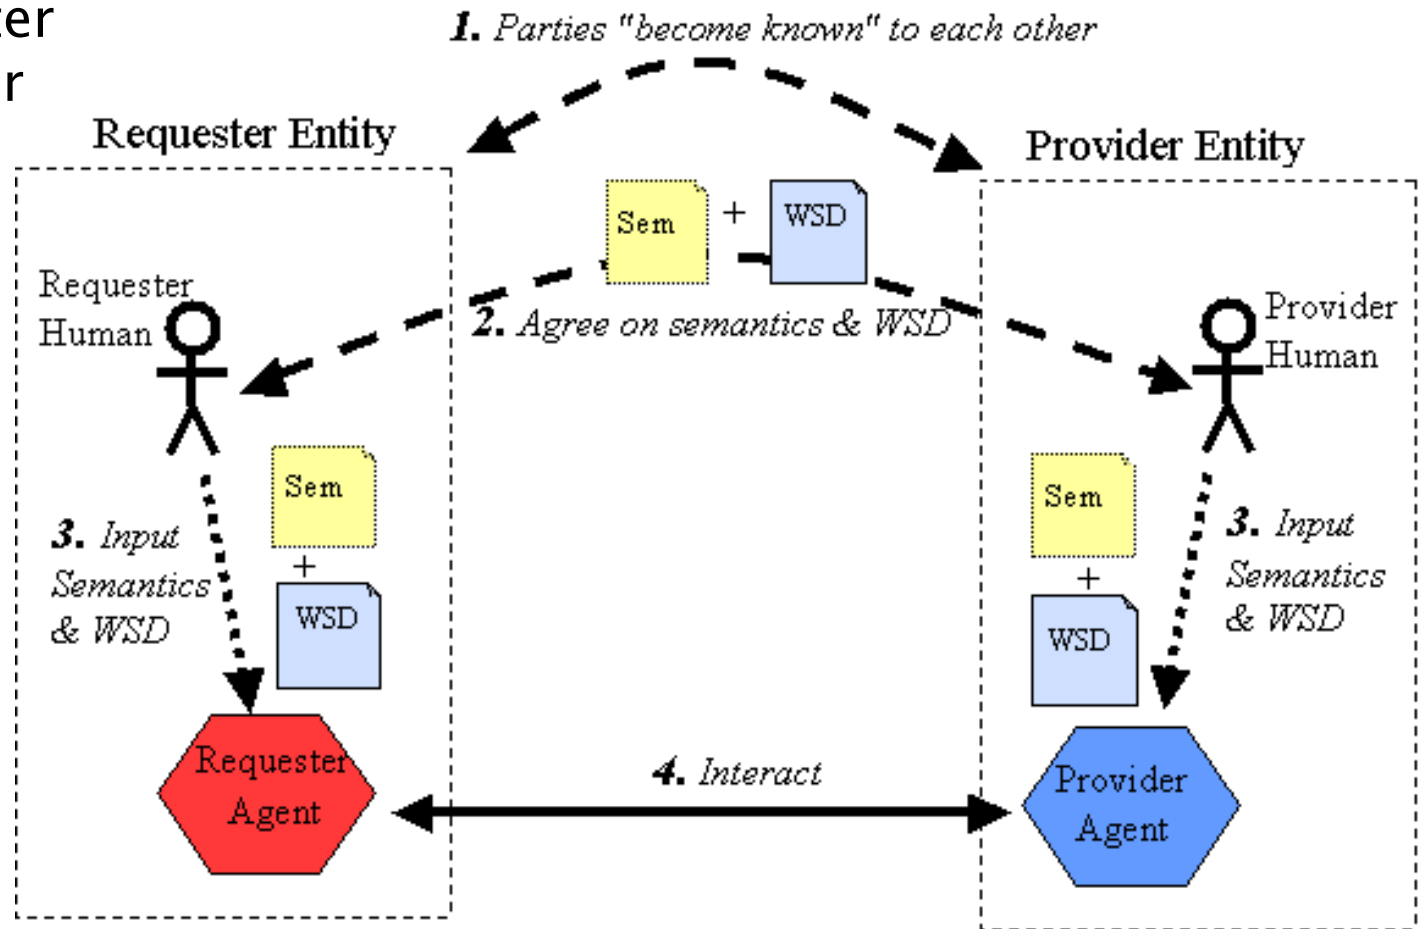 ter
r
1. Parties "become known" to each other
Requester Entity
Provider Entity
Sem
+
WSD
Requester
Human
Provider
Human
2. Agree on semantics & WSD
Sem
+
WSD
3. Input
Semantics
& WSD
Sem
+
WSD
3. Input
Semantics
& WSD
Requester
Agent
4. Interact
Provider
Agent